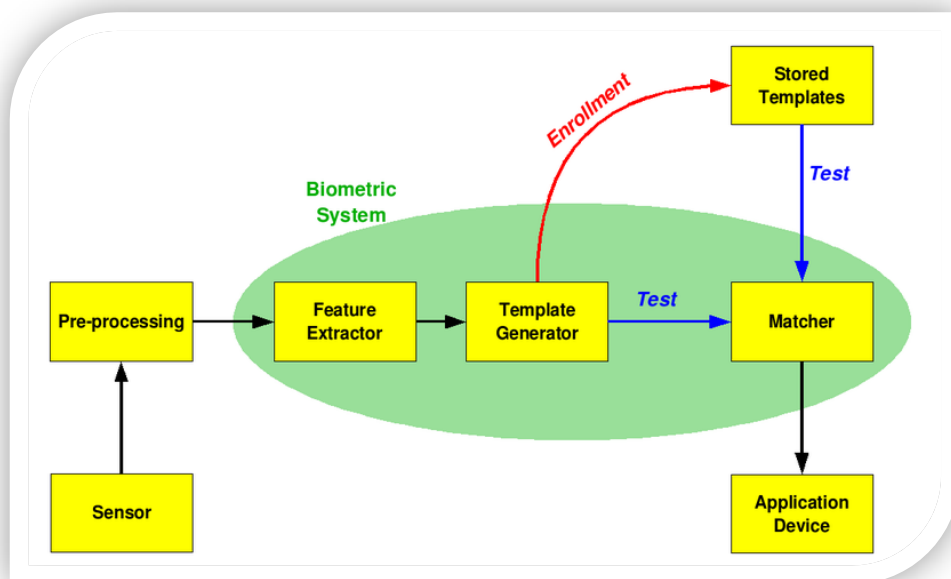 Stored
Templates
Enrollment
Test
Biometric
System
Pre-processing
Feature
Extractor
Template
Generator
Test
Matcher
Sensor
Application
Device